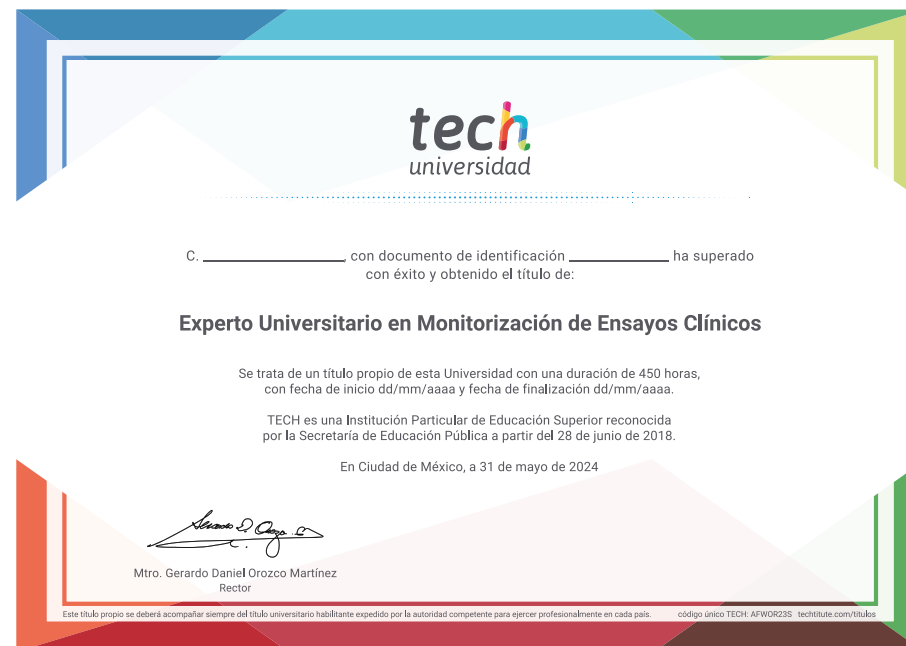 tech
universidad
C. ____________, con documento de identificación ____________ ha superado
con éxito y obtenido el título de:
Experto Universitario en Monitorización de Ensayos Clínicos
Se trata de un título propio de esta Universidad con una duración de 450 horas,
con fecha de inicio dd/mm/aaaa y fecha de finalización dd/mm/aaaa.
TECH es una Institución Particular de Educación Superior reconocida
por la Secretaría de Educación Pública a partir del 28 de junio de 2018.
En Ciudad de México, a 31 de mayo de 2024
Mtro. Gerardo Daniel Orozco Martínez
Rector
Este título propio se deberá acompañar siempre del título universitario habilitante expedido por la autoridad competente para ejercer profesionalmente en cada país. código único TECH: AFWOR23S techtitute.com/titulos